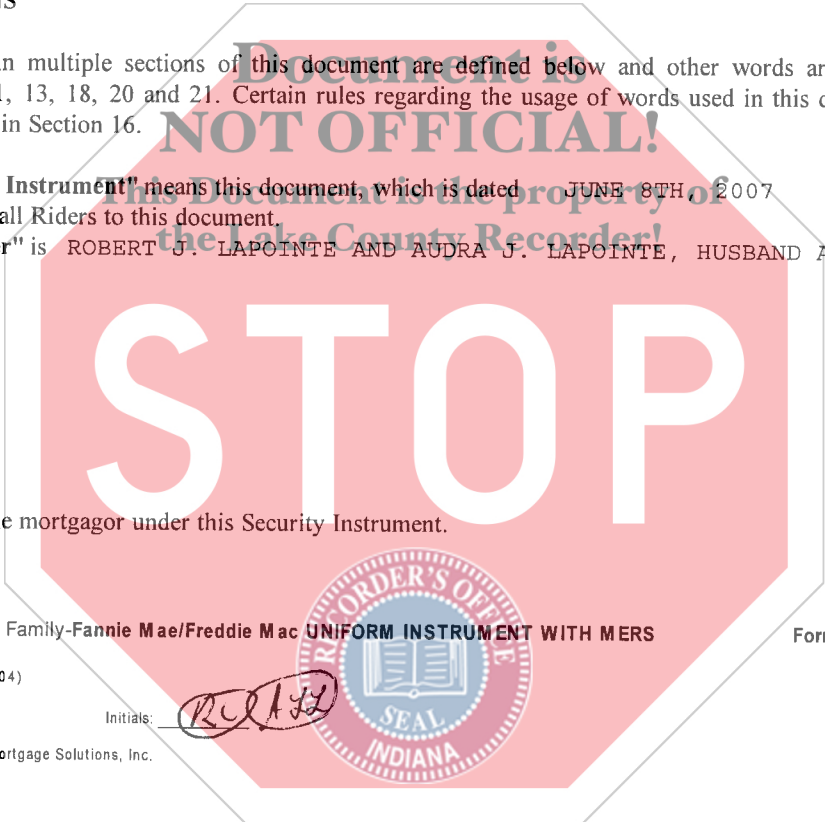 in multiple sections of this document are defined below and other words ar
1, 13, 18, 20 and 21. Certain rules regarding the usage of words used in this
in Section 16.
Document is
NOT OFFICIAL!
This Document is the property of
the Lake County Recorder!
Instrument" means this document, which is dated JUNE 8TH, 2007
all Riders to this document.
r" is ROBERT J. LAPOINTE AND AUDRA J. LAPOINTE, HUSBAND A
STOP
e mortgagor under this Security Instrument.
Family-Fannie Mae/Freddie Mac UNIFORM INSTRUMENT WITH MERS For
04)
Initials:
ortgage Solutions, Inc.
RECORDER'S OFFICE
SEAL
INDIANA